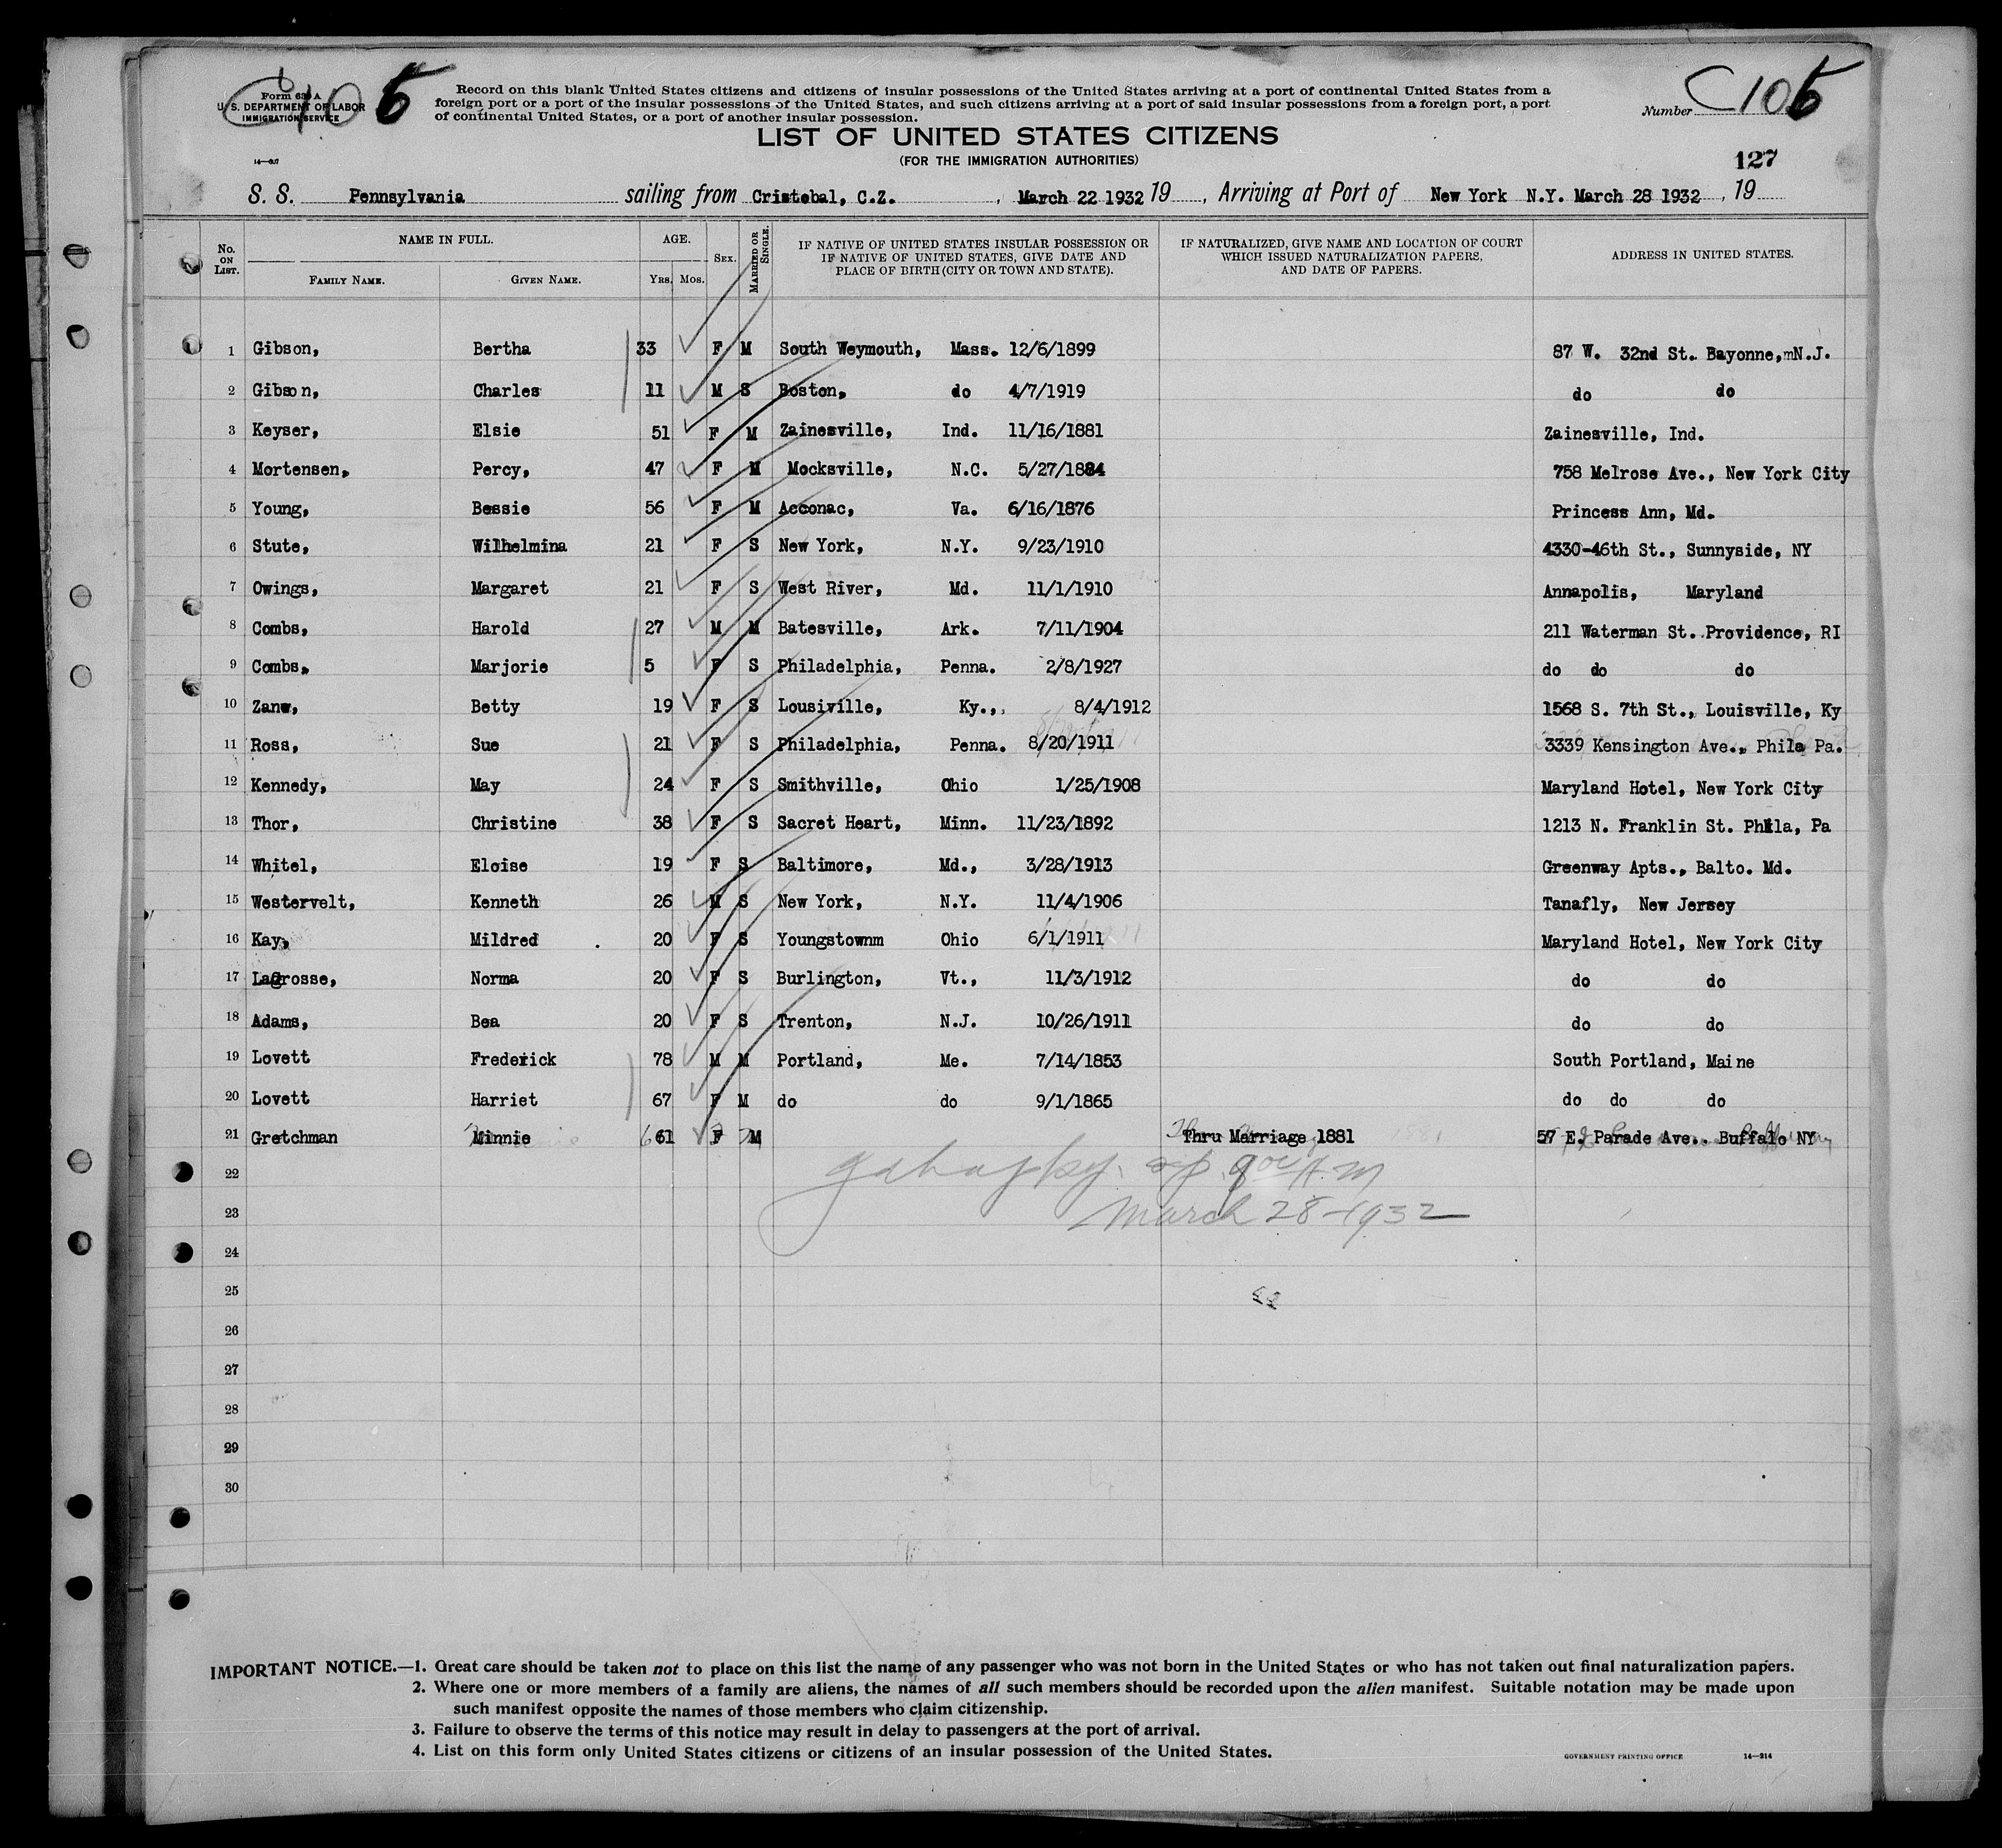 C105
Form 630 A
U. S. DEPARTMENT OF LABOR
IMMIGRATION SERVICE
Record on this blank United States citizens and citizens of insular possessions of the United States arriving at a port of continental United States from a
foreign port or a port of the insular possessions of the United States, and such citizens arriving at a port of said insular possessions from a foreign port, a port
of continental United States, or a port of another insular possession.
Number C105
LIST OF UNITED STATES CITIZENS
(FOR THE IMMIGRATION AUTHORITIES)
127
S. S. Pennsylvania sailing from Cristobal, C.Z. , March 22 1932 19 , Arriving at Port of New York N.Y. March 28 1932 , 19
No. ON LIST. NAME IN FULL. FAMILY NAME. GIVEN NAME. AGE. YRS. MOS. SEX. MARRIED OR SINGLE. IF NATIVE OF UNITED STATES INSULAR POSSESSION OR IF NATIVE OF UNITED STATES, GIVE DATE AND PLACE OF BIRTH (CITY OR TOWN AND STATE). IF NATURALIZED, GIVE NAME AND LOCATION OF COURT WHICH ISSUED NATURALIZATION PAPERS, AND DATE OF PAPERS. ADDRESS IN UNITED STATES.
1 Gibson, Bertha 33 F M South Weymouth, Mass. 12/6/1899 87 W. 32nd St. Bayonne,mN.J.
2 Gibson, Charles 11 M S Boston, do 4/7/1919 do do
3 Keyser, Elsie 51 F M Zainesville, Ind. 11/16/1881 Zainesville, Ind.
4 Mortensen, Percy, 47 F M Mocksville, N.C. 5/27/1884 758 Melrose Ave., New York City
5 Young, Bessie 56 F M Acconac, Va. 6/16/1876 Princess Ann, Md.
6 Stute, Wilhelmina 21 F S New York, N.Y. 9/23/1910 4330-46th St., Sunnyside, NY
7 Owings, Margaret 21 F S West River, Md. 11/1/1910 Annapolis, Maryland
8 Combs, Harold 27 M M Batesville, Ark. 7/11/1904 211 Waterman St. Providence, RI
9 Combs, Marjorie 5 F S Philadelphia, Penna. 2/8/1927 do do do
10 Zane, Betty 19 F S Lousiville, Ky., 8/4/1912 1568 S. 7th St., Louisville, Ky
11 Ross, Sue 21 F S Philadelphia, Penna. 8/20/1911 3339 Kensington Ave., Phila Pa.
12 Kennedy, May 24 F S Smithville, Ohio 1/25/1908 Maryland Hotel, New York City
13 Thor, Christine 38 F S Sacret Heart, Minn. 11/23/1892 1213 N. Franklin St. Phila, Pa
14 Whitel, Eloise 19 F S Baltimore, Md., 3/28/1913 Greenway Apts., Balto. Md.
15 Westervelt, Kenneth 26 M S New York, N.Y. 11/4/1906 Tanafly, New Jersey
16 Kay, Mildred 20 F S Youngstownm Ohio 6/1/1911 Maryland Hotel, New York City
17 LaGrosse, Norma 20 F S Burlington, Vt., 11/3/1912 do do
18 Adams, Bea 20 F S Trenton, N.J. 10/26/1911 do do
19 Lovett Frederick 78 M M Portland, Me. 7/14/1853 South Portland, Maine
20 Lovett Harriet 67 F M do do 9/1/1865 do do do
21 Gretchman Minnie 61 F M Thru Marriage 1881 57 E. Parade Ave.. Buffalo NY
22
23 March 28-1932
24
25
26
27
28
29
30
IMPORTANT NOTICE.—1. Great care should be taken not to place on this list the name of any passenger who was not born in the United States or who has not taken out final naturalization papers.
2. Where one or more members of a family are aliens, the names of all such members should be recorded upon the alien manifest. Suitable notation may be made upon
such manifest opposite the names of those members who claim citizenship.
3. Failure to observe the terms of this notice may result in delay to passengers at the port of arrival.
4. List on this form only United States citizens or citizens of an insular possession of the United States.
GOVERNMENT PRINTING OFFICE 14—214